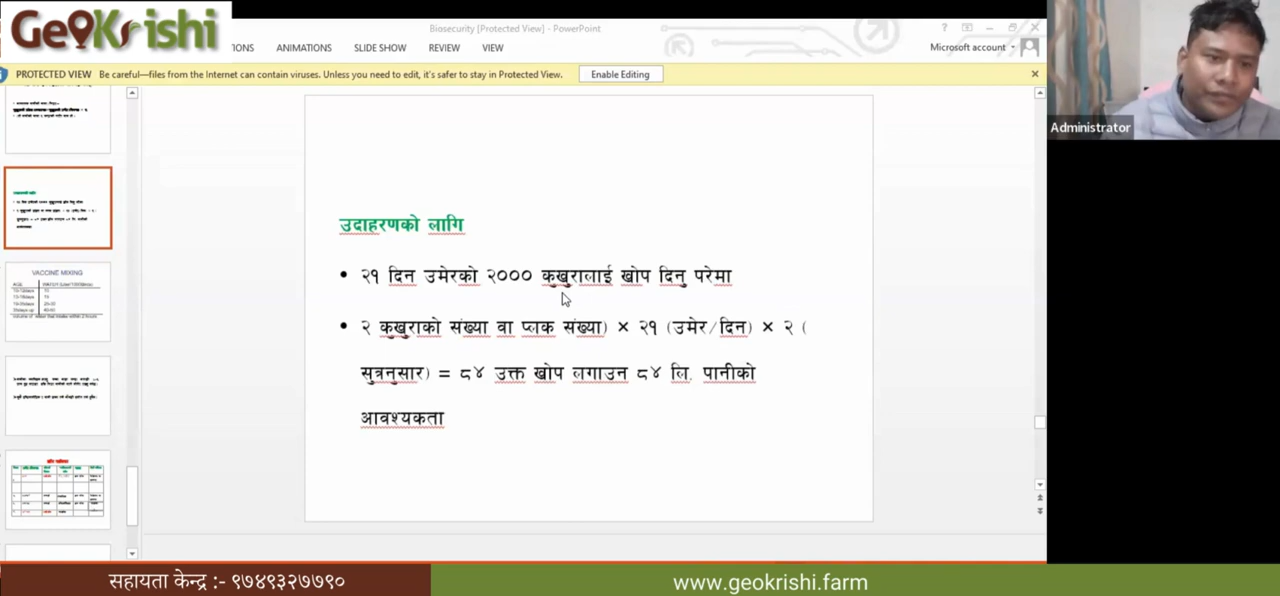 GeoKrishi
Biosecurity [Protected View] - PowerPoint
IONS ANIMATIONS SLIDE SHOW REVIEW VIEW
Microsoft account
PROTECTED VIEW Be careful—files from the Internet can contain viruses. Unless you need to edit, it's safer to stay in Protected View. Enable Editing
Administrator
उदाहरणको लागि
• २१ दिन उमेरको २००० कुखुरालाई खोप दिनु परेमा
• २ कुखुराको संख्या वा प्लक संख्या) × २१ (उमेर/दिन) × २ (
सुत्रनुसार) = ८४ उक्त खोप लगाउन ८४ लि. पानीको
आवश्यकता
VACCINE MIXING
सहायता केन्द्र :- ९७४९३२७७९०
www.geokrishi.farm